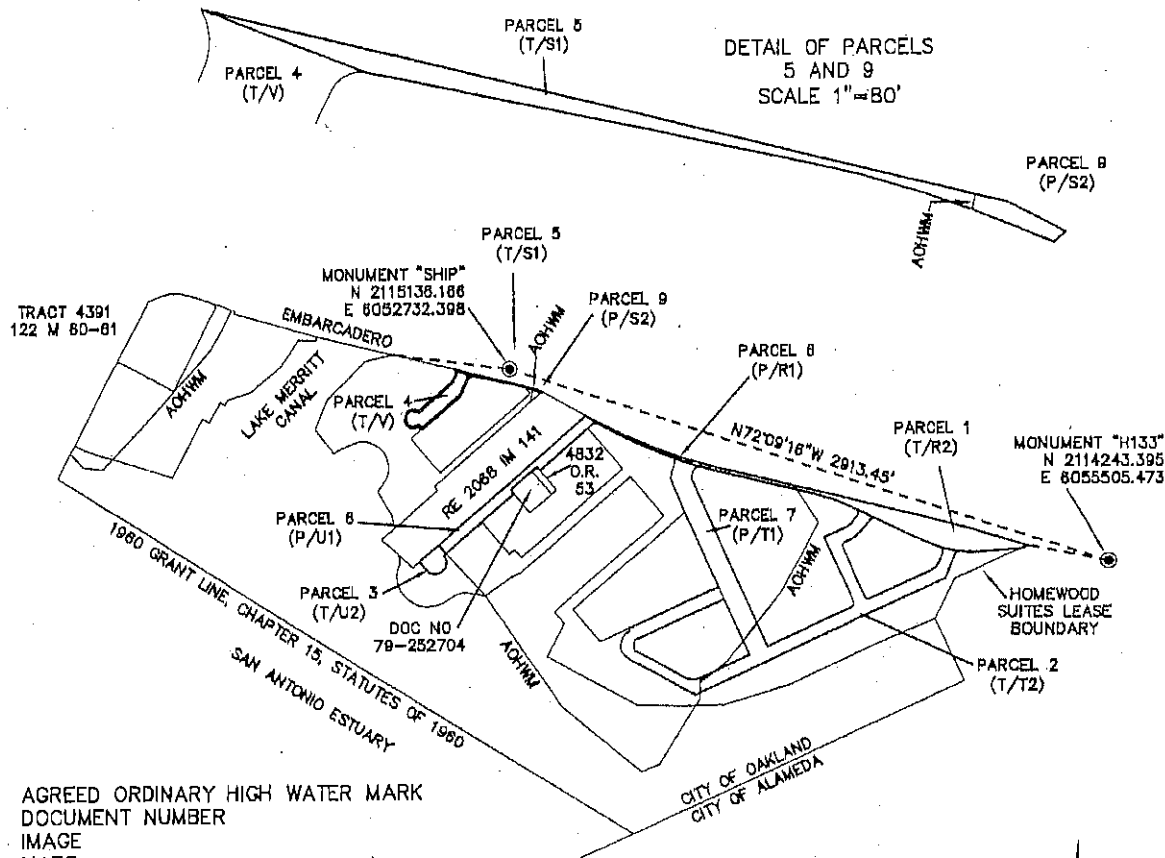 PARCEL 5
(T/S1)
DETAIL OF PARCELS
5 AND 9
SCALE 1"=80'
PARCEL 4
(T/V)
PARCEL 9
(P/S2)
AOHWM
PARCEL 5
(T/S1)
MONUMENT "SHIP"
N 2115136.166
E 6052732.398
PARCEL 9
(P/S2)
TRACT 4391
122 M 60-61
EMBARCADERO
AOHWM
PARCEL 8
(P/R1)
AOHWM
LAKE MERRITT
CANAL
PARCEL 4
(T/V)
N72°09'16"W 2913.45'
PARCEL 1
(T/R2)
MONUMENT "H133"
N 2114243.395
E 6055505.473
RE 2068 IM 141
4832
O.R.
53
PARCEL 6
(P/U1)
PARCEL 7
(P/T1)
AOHWM
PARCEL 3
(T/U2)
HOMEWOOD
SUITES LEASE
BOUNDARY
DOC NO
79-252704
AOHWM
PARCEL 2
(T/T2)
1960 GRANT LINE, CHAPTER 15, STATUTES OF 1960
SAN ANTONIO ESTUARY
CITY OF OAKLAND
CITY OF ALAMEDA
AGREED ORDINARY HIGH WATER MARK
DOCUMENT NUMBER
IMAGE